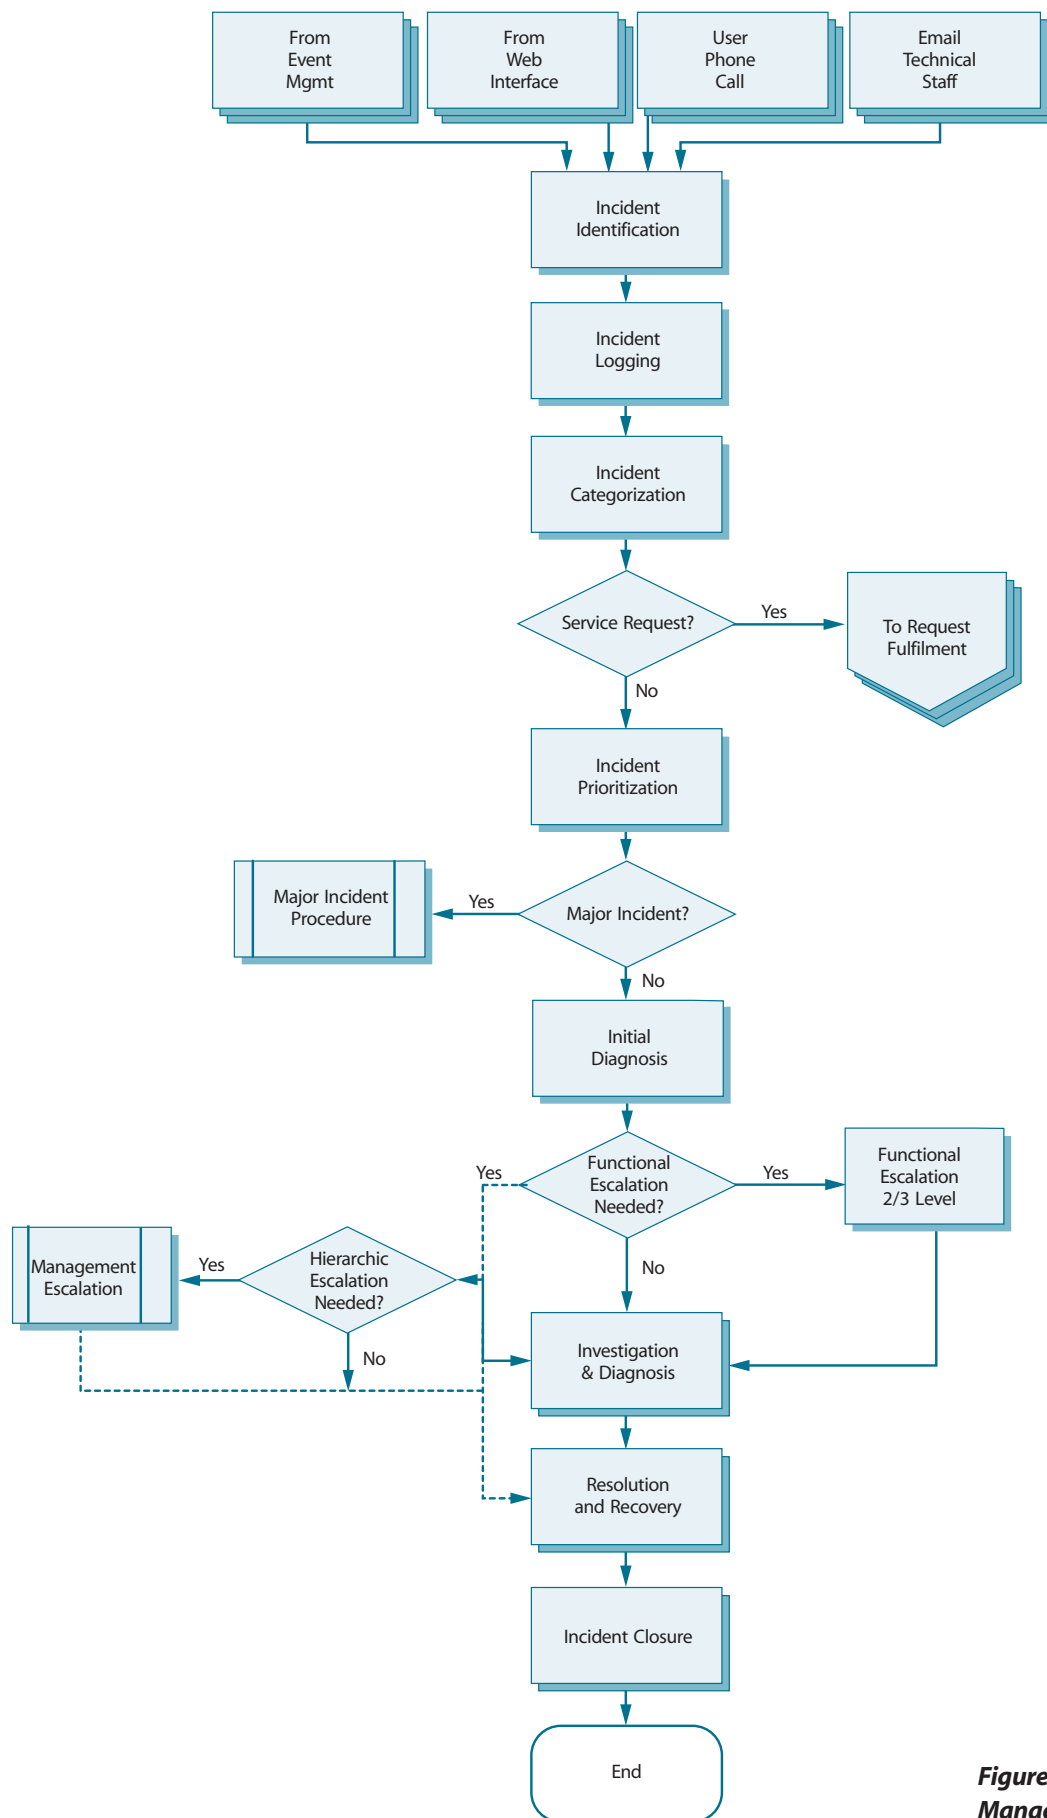 From
Event
Mgmt
From
Web
Interface
User
Phone
Call
Email
Technical
Staff
Incident
Identification
Incident
Logging
Incident
Categorization
Service Request?
Yes
To Request
Fulfilment
No
Incident
Prioritization
Major Incident
Procedure
Yes
Major Incident?
No
Initial
Diagnosis
Yes
Functional
Escalation
Needed?
Yes
Functional
Escalation
2/3 Level
No
Management
Escalation
Yes
Hierarchic
Escalation
Needed?
No
Investigation
& Diagnosis
Resolution
and Recovery
Incident Closure
End
Figure